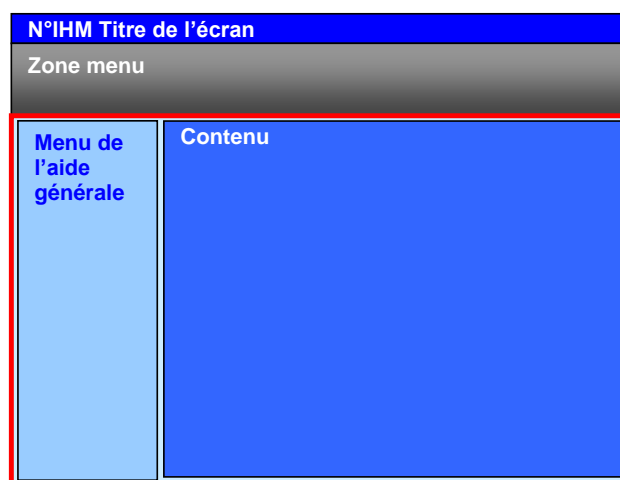 N°IHM Titre de l’écran
Zone menu
Menu de
l’aide
générale
Contenu